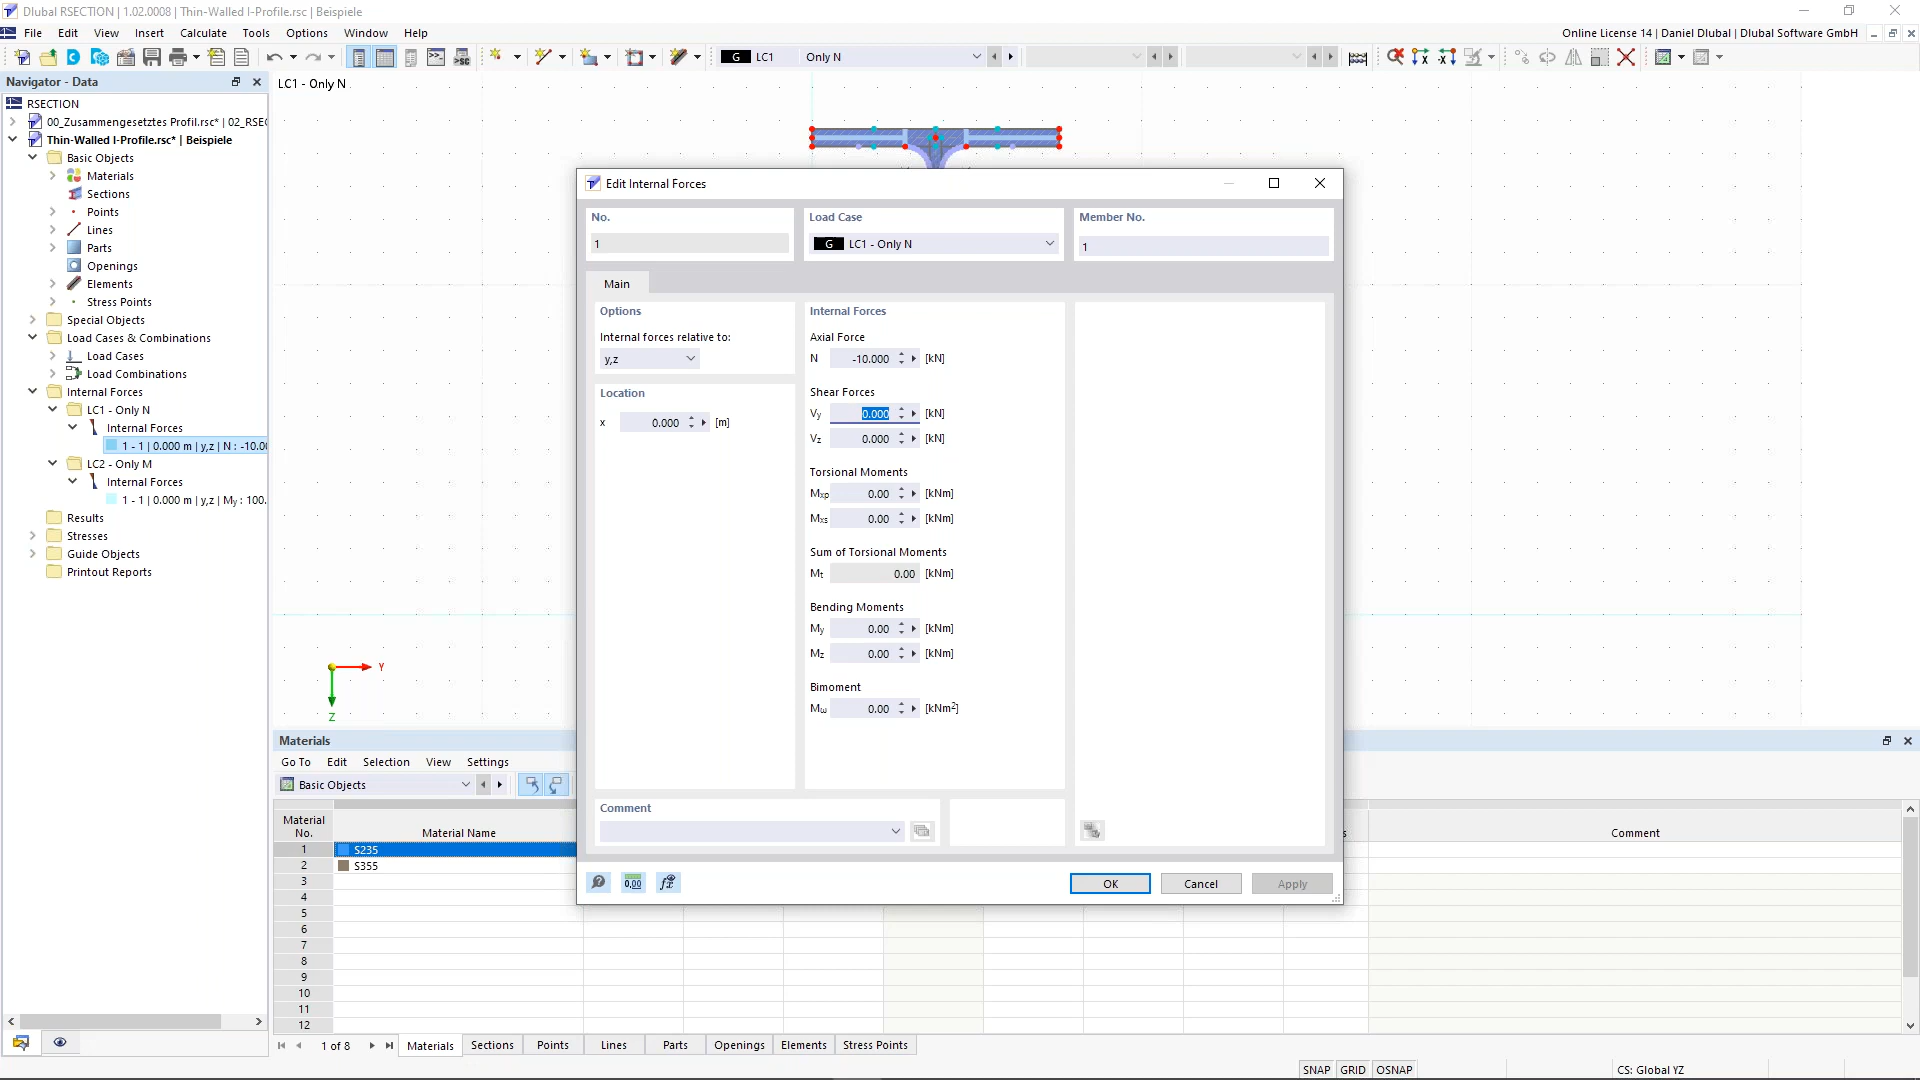 Dlubal RSECTION | 1.02.0008 | Thin-Walled I-Profile.rsc | Beispiele
File Edit View Insert Calculate Tools Options Window Help
Online License 14 | Daniel Dlubal | Dlubal Software GmbH
G LC1 Only N
Navigator - Data
LC1 - Only N
RSECTION
00_Zusammengesetztes Profil.rsc* | 02_RSE
Thin-Walled I-Profile.rsc* | Beispiele
Basic Objects
Materials
Sections
Points
Lines
Parts
Openings
Elements
Stress Points
Special Objects
Load Cases & Combinations
Load Cases
Load Combinations
Internal Forces
LC1 - Only N
Internal Forces
1 - 1 | 0.000 m | y,z | N : -10.00
LC2 - Only M
Internal Forces
1 - 1 | 0.000 m | y,z | My : 100.
Results
Stresses
Guide Objects
Printout Reports
Y
Z
Edit Internal Forces
No.
1
Load Case
G LC1 - Only N
Member No.
1
Main
Options
Internal forces relative to:
y,z
Location
x 0.000 [m]
Internal Forces
Axial Force
N -10.000 [kN]
Shear Forces
Vy 0.000 [kN]
Vz 0.000 [kN]
Torsional Moments
Mxp 0.00 [kNm]
Mxs 0.00 [kNm]
Sum of Torsional Moments
Mt 0.00 [kNm]
Bending Moments
My 0.00 [kNm]
Mz 0.00 [kNm]
Bimoment
Mω 0.00 [kNm2]
Comment
0,00
OK Cancel Apply
Materials
Go To Edit Selection View Settings
Basic Objects
Material
No.
Material Name
s
Comment
1 S235
2 S355
3
4
5
6
7
8
9
10
11
12
1 of 8 Materials Sections Points Lines Parts Openings Elements Stress Points
SNAP GRID OSNAP CS: Global YZ